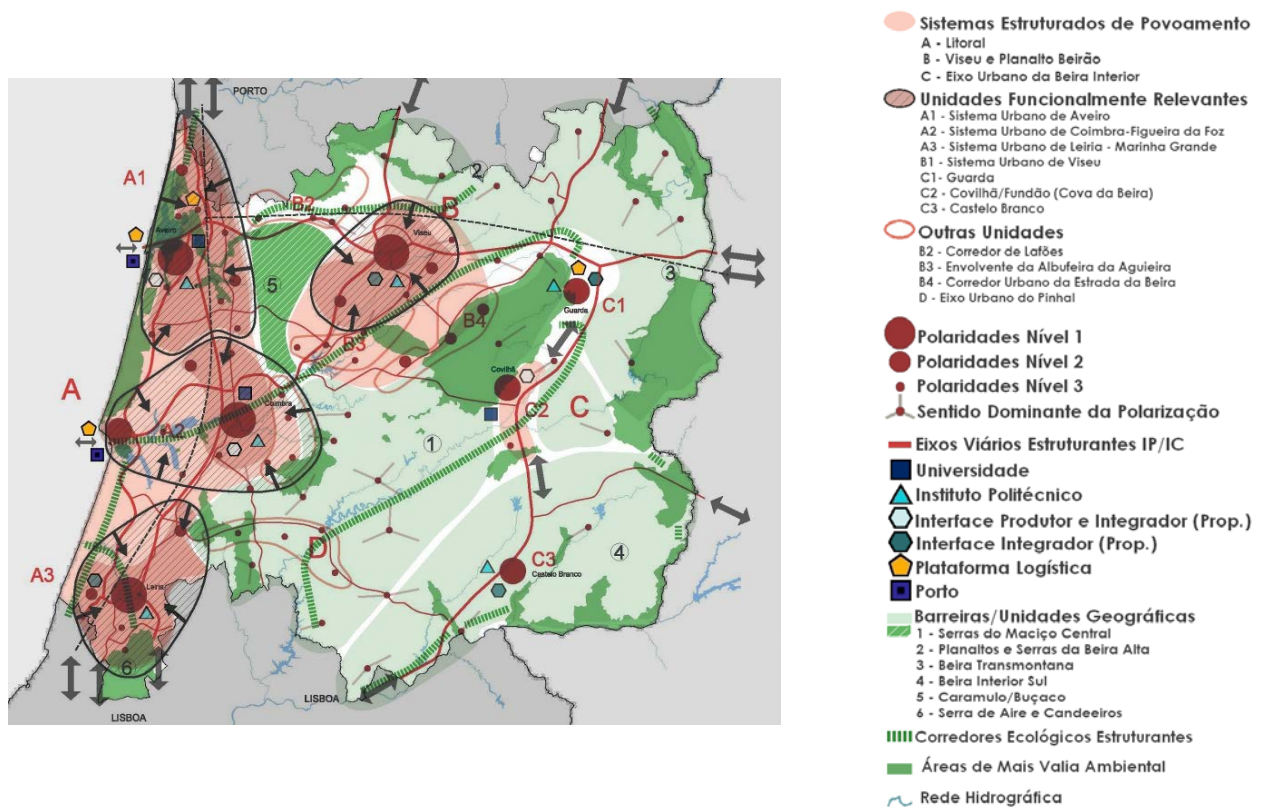 PORTO
A1
2
B2
B
Aveiro
Viseu
3
5
Guarda
C1
B4
B3
Covilhã
A
Coimbra
C2
C
A2
1
D
4
C3
Castelo Branco
A3
Leiria
6
LISBOA
LISBOA
Sistemas Estruturados de Povoamento
A - Litoral
B - Viseu e Planalto Beirão
C - Eixo Urbano da Beira Interior
Unidades Funcionalmente Relevantes
A1 - Sistema Urbano de Aveiro
A2 - Sistema Urbano de Coimbra-Figueira da Foz
A3 - Sistema Urbano de Leiria - Marinha Grande
B1 - Sistema Urbano de Viseu
C1 - Guarda
C2 - Covilhã/Fundão (Cova da Beira)
C3 - Castelo Branco
Outras Unidades
B2 - Corredor de Lafões
B3 - Envolvente da Albufeira da Aguieira
B4 - Corredor Urbano da Estrada da Beira
D - Eixo Urbano do Pinhal
Polaridades Nível 1
Polaridades Nível 2
Polaridades Nível 3
Sentido Dominante da Polarização
Eixos Viários Estruturantes IP/IC
Universidade
Instituto Politécnico
Interface Produtor e Integrador (Prop.)
Interface Integrador (Prop.)
Plataforma Logística
Porto
Barreiras/Unidades Geográficas
1 - Serras do Maciço Central
2 - Planaltos e Serras da Beira Alta
3 - Beira Transmontana
4 - Beira Interior Sul
5 - Caramulo/Buçaco
6 - Serra de Aire e Candeeiros
Corredores Ecológicos Estruturantes
Áreas de Mais Valia Ambiental
Rede Hidrográfica